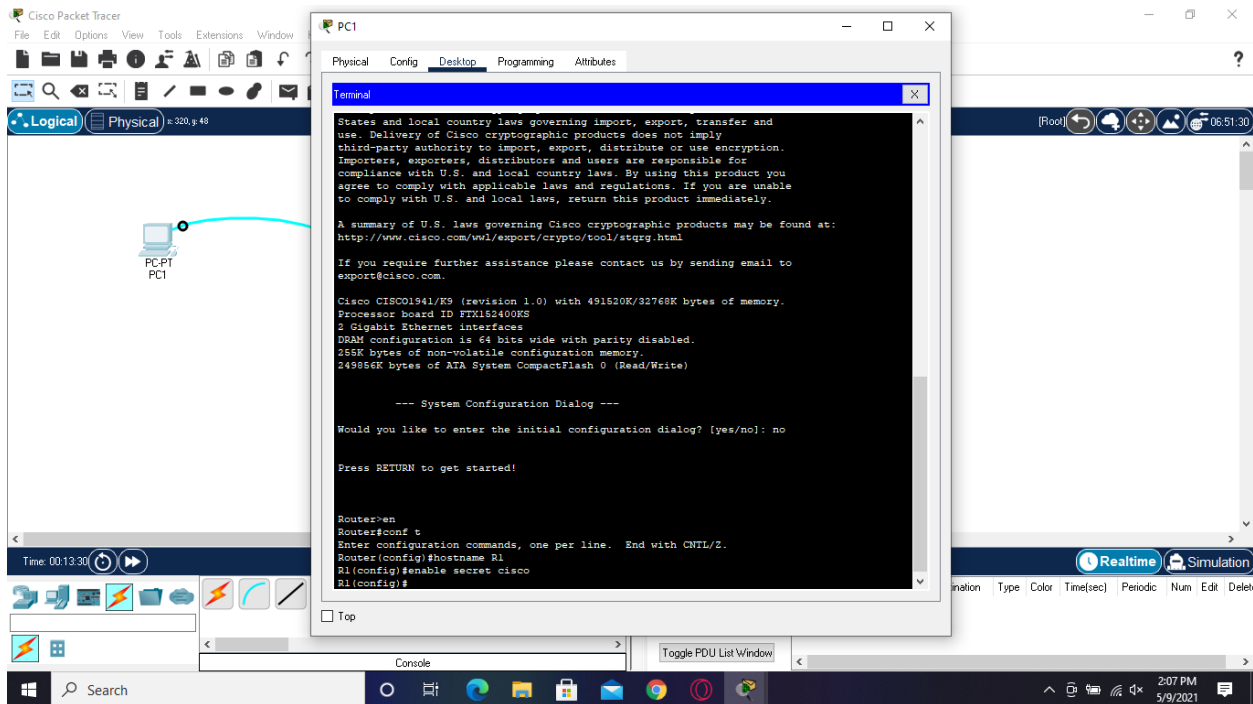 Cisco Packet Tracer
File Edit Options View Tools Extensions Window
?
Logical
Physical
x: 320, y: 48
[Root]
06:51:30
PC-PT
PC1
PC1
Physical Config Desktop Programming Attributes
Terminal
X
States and local country laws governing import, export, transfer and
use. Delivery of Cisco cryptographic products does not imply
third-party authority to import, export, distribute or use encryption.
Importers, exporters, distributors and users are responsible for
compliance with U.S. and local country laws. By using this product you
agree to comply with applicable laws and regulations. If you are unable
to comply with U.S. and local laws, return this product immediately.
A summary of U.S. laws governing Cisco cryptographic products may be found at:
http://www.cisco.com/wwl/export/crypto/tool/stqrg.html
If you require further assistance please contact us by sending email to
export@cisco.com.
Cisco CISCO1941/K9 (revision 1.0) with 491520K/32768K bytes of memory.
Processor board ID FTX152400KS
2 Gigabit Ethernet interfaces
DRAM configuration is 64 bits wide with parity disabled.
255K bytes of non-volatile configuration memory.
249856K bytes of ATA System CompactFlash 0 (Read/Write)
--- System Configuration Dialog ---
Would you like to enter the initial configuration dialog? [yes/no]: no
Press RETURN to get started!
Router>en
Router#conf t
Enter configuration commands, one per line. End with CNTL/Z.
Router(config)#hostname R1
R1(config)#enable secret cisco
R1(config)#
Top
Time: 00:13:30
Realtime
Simulation
Type Color Time(sec) Periodic Num Edit
Toggle PDU List Window
Console
Search
2:07 PM
5/9/2021